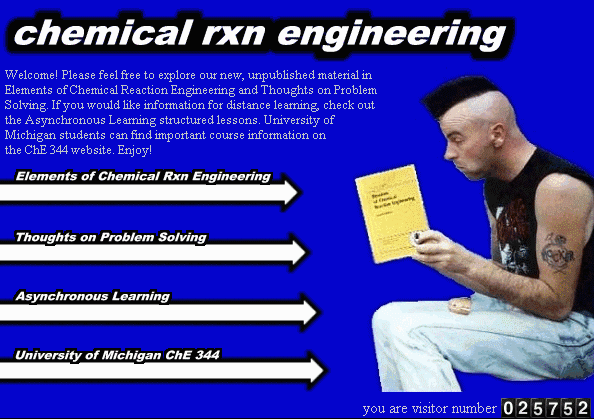 chemical rxn engineering
Welcome! Please feel free to explore our new, unpublished material in
Elements of Chemical Reaction Engineering and Thoughts on Problem
Solving. If you would like information for distance learning, check out
the Asynchronous Learning structured lessons. University of
Michigan students can find important course information on
the ChE 344 website. Enjoy!
Elements of Chemical Rxn Engineering
Thoughts on Problem Solving
Asynchronous Learning
University of Michigan ChE 344
Elements
of Chemical
Reaction Engineering
you are visitor number 025752